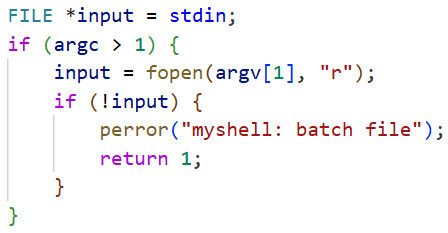 FILE *input = stdin;
if (argc > 1) {
    input = fopen(argv[1], "r");
    if (!input) {
        perror("myshell: batch file");
        return 1;
    }
}